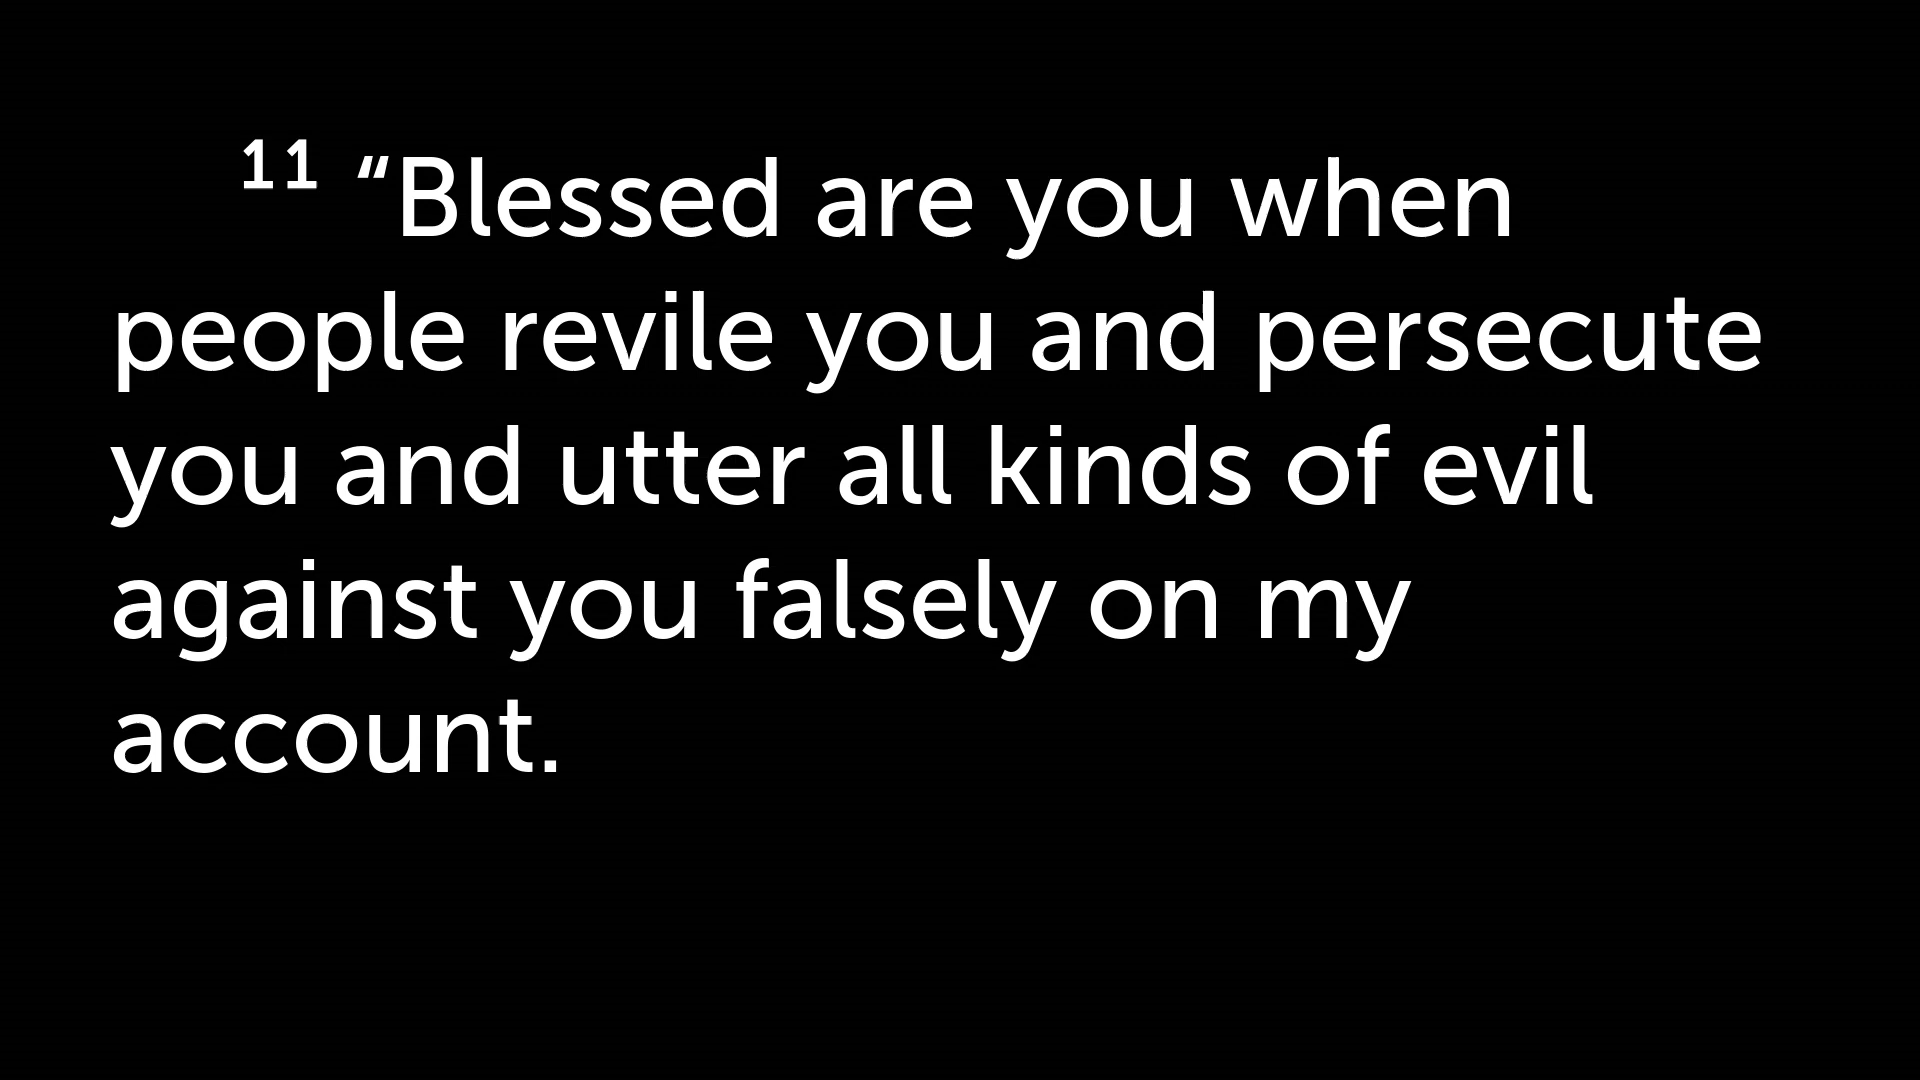 11 “Blessed are you when
people revile you and persecute
you and utter all kinds of evil
against you falsely on my
account.